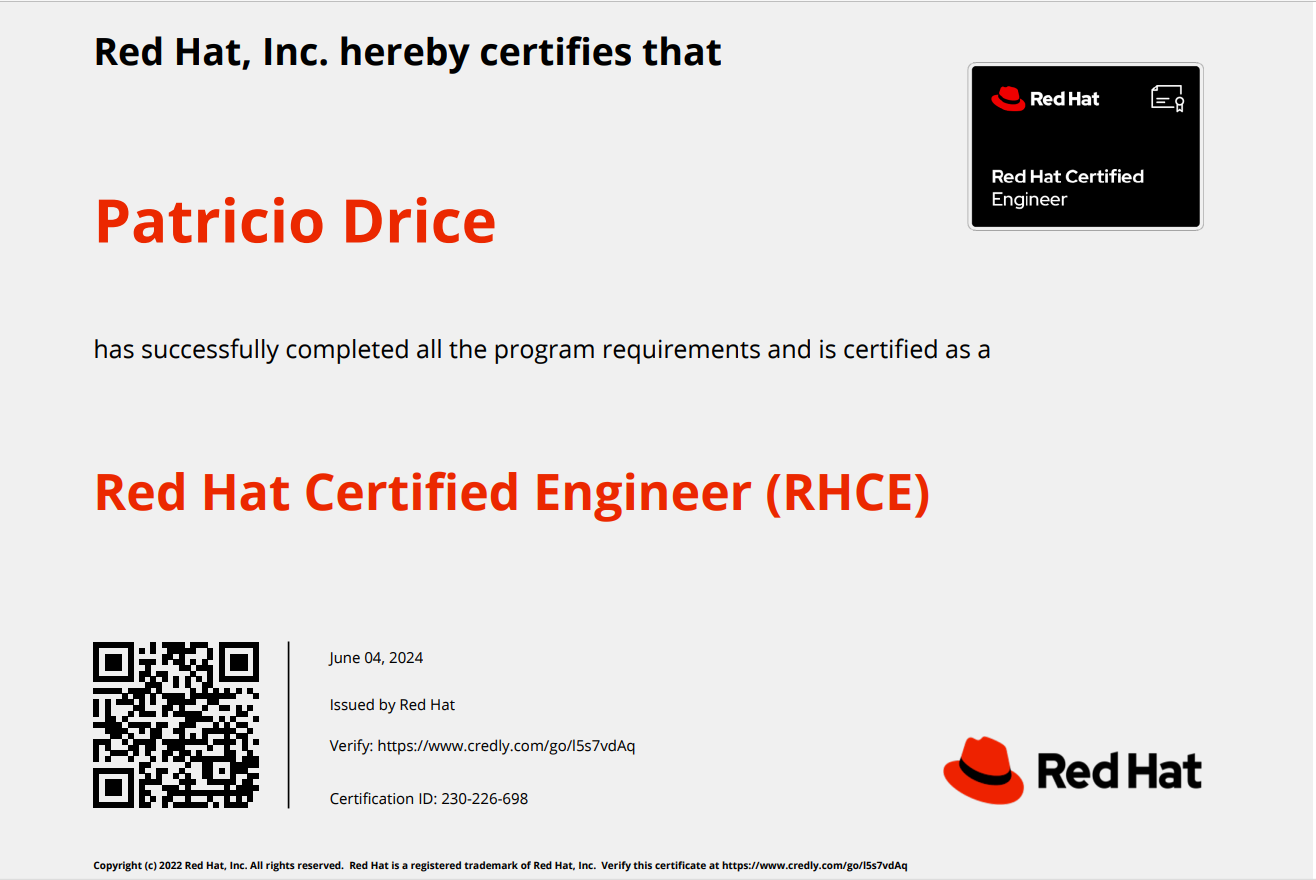 Red Hat, Inc. hereby certifies that
Red Hat
Red Hat Certified
Engineer
Patricio Drice
has successfully completed all the program requirements and is certified as a
Red Hat Certified Engineer (RHCE)
June 04, 2024
Issued by Red Hat
Verify: https://www.credly.com/go/l5s7vdAq
Certification ID: 230-226-698
Red Hat
Copyright (c) 2022 Red Hat, Inc. All rights reserved.  Red Hat is a registered trademark of Red Hat, Inc.  Verify this certificate at https://www.credly.com/go/l5s7vdAq